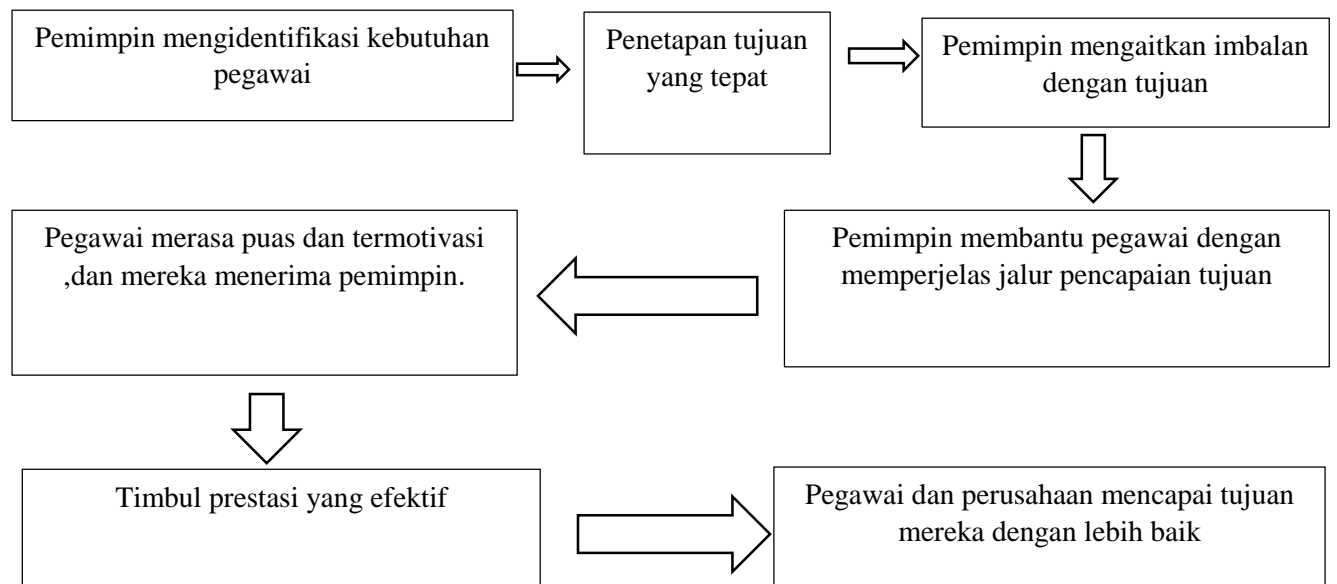 Pemimpin mengidentifikasi kebutuhan
pegawai
Penetapan tujuan
yang tepat
Pemimpin mengaitkan imbalan
dengan tujuan
Pemimpin membantu pegawai dengan
memperjelas jalur pencapaian tujuan
Pegawai merasa puas dan termotivasi
,dan mereka menerima pemimpin.
Timbul prestasi yang efektif
Pegawai dan perusahaan mencapai tujuan
mereka dengan lebih baik